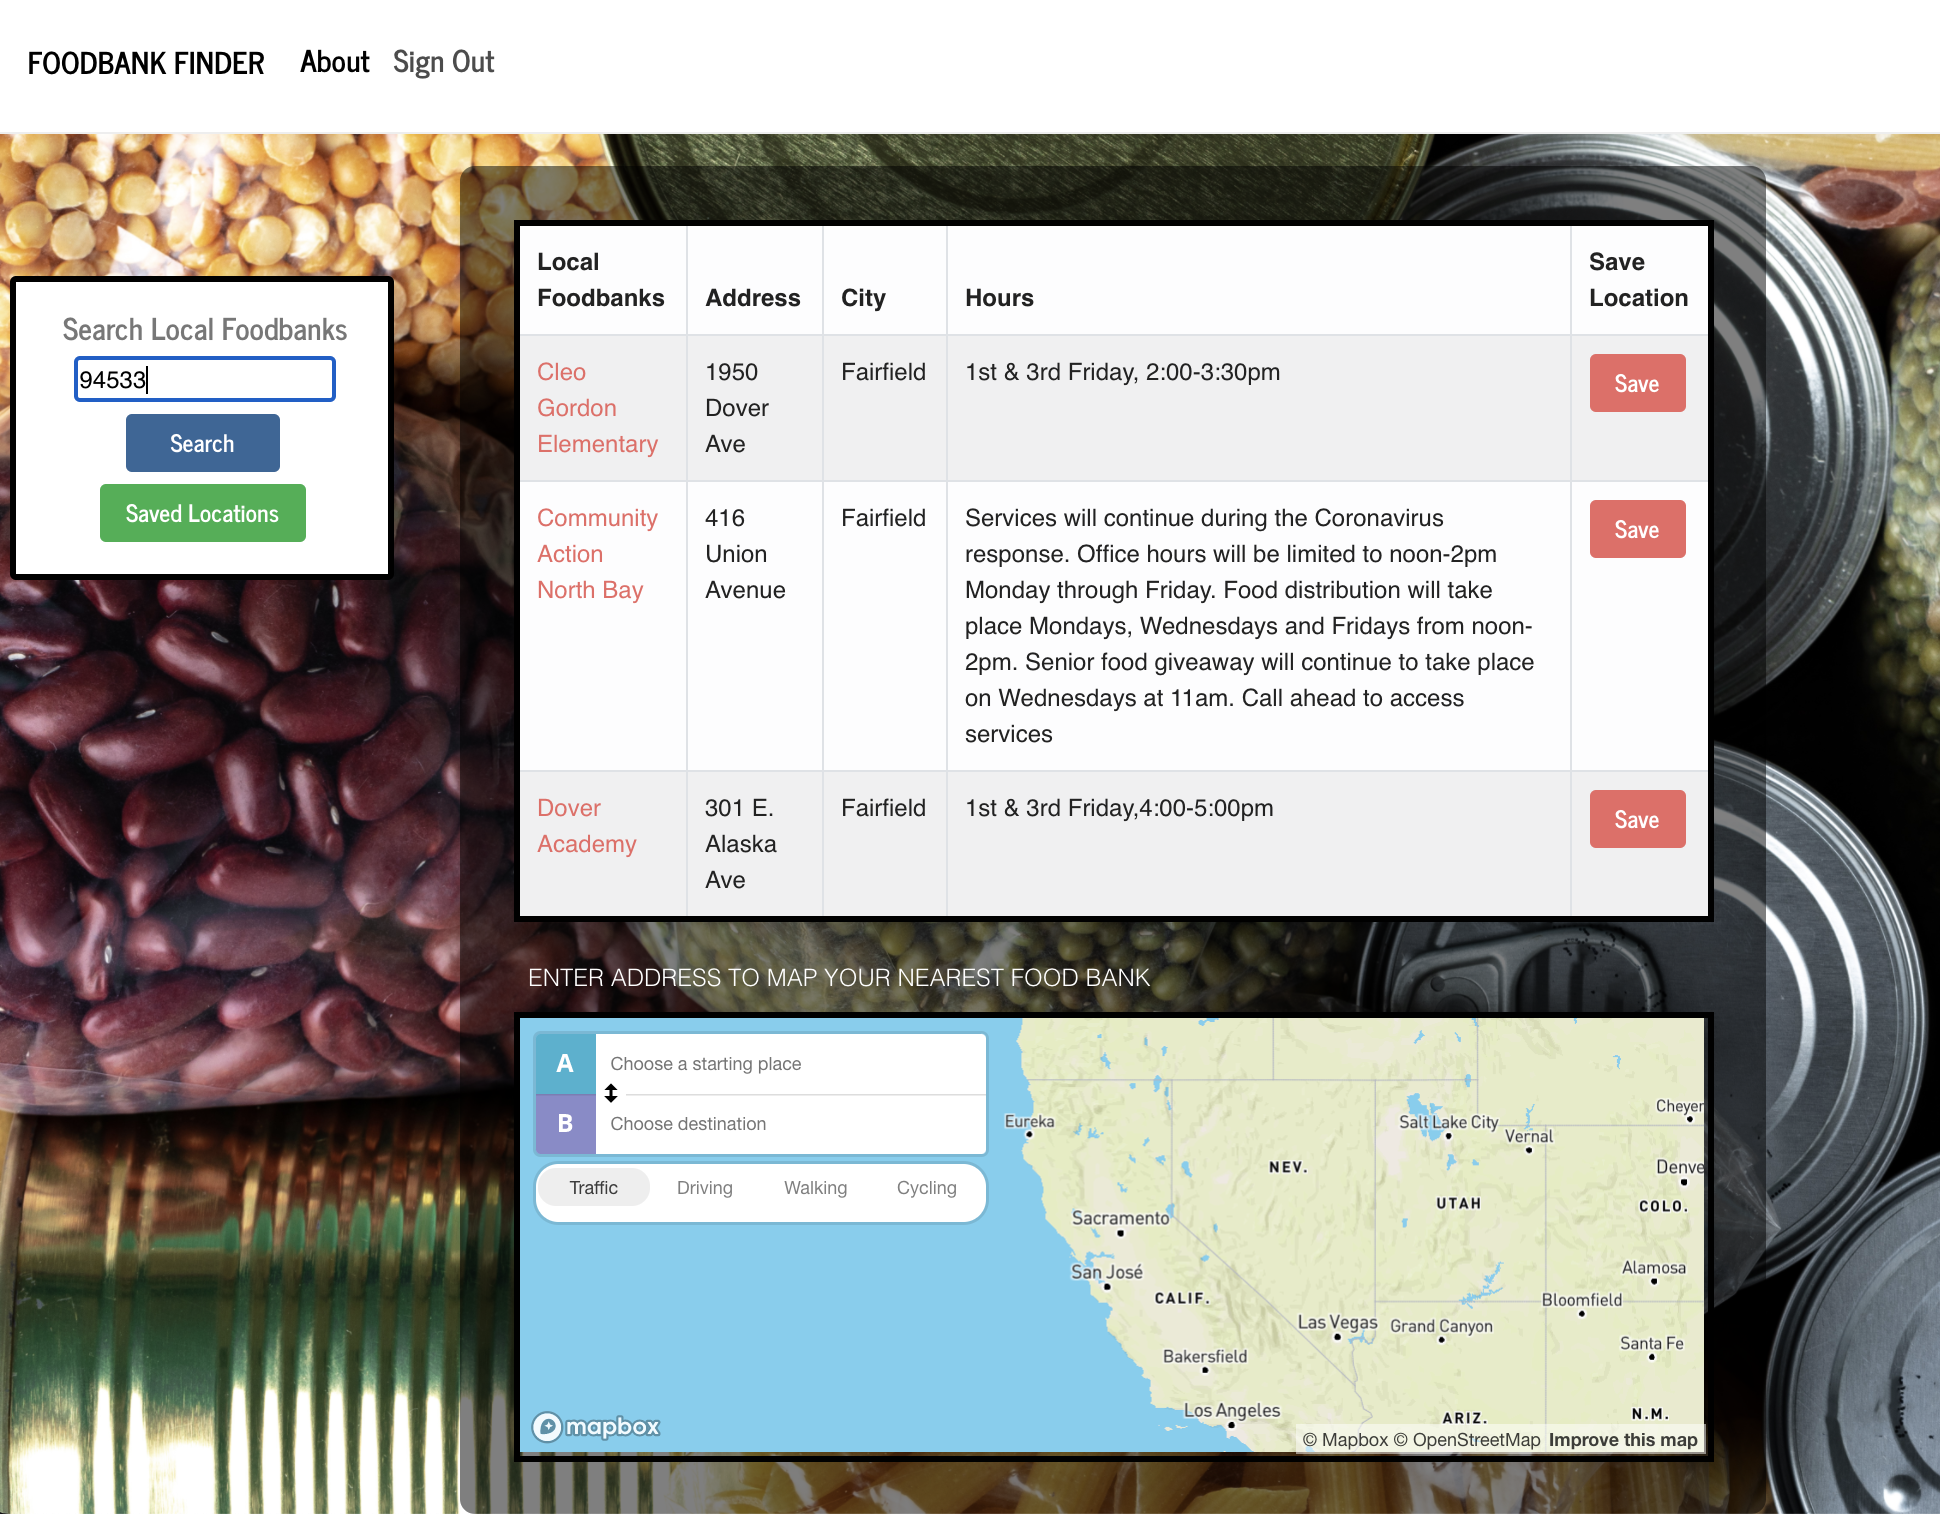 FOODBANK FINDER About Sign Out
Search Local Foodbanks
94533
Search
Saved Locations
Local
Foodbanks
Address
City
Hours
Save
Location
Cleo
Gordon
Elementary
1950
Dover
Ave
Fairfield
1st & 3rd Friday, 2:00-3:30pm
Save
Community
Action
North Bay
416
Union
Avenue
Fairfield
Services will continue during the Coronavirus
response. Office hours will be limited to noon-2pm
Monday through Friday. Food distribution will take
place Mondays, Wednesdays and Fridays from noon-
2pm. Senior food giveaway will continue to take place
on Wednesdays at 11am. Call ahead to access
services
Save
Dover
Academy
301 E.
Alaska
Ave
Fairfield
1st & 3rd Friday,4:00-5:00pm
Save
ENTER ADDRESS TO MAP YOUR NEAREST FOOD BANK
A Choose a starting place
B Choose destination
Traffic Driving Walking Cycling
Eureka
Salt Lake City
Vernal
Cheyen
NEV.
Denve
UTAH
COLO.
Sacramento
San José
CALIF.
Alamosa
Bloomfield
Las Vegas
Grand Canyon
Santa Fe
Bakersfield
Los Angeles
ARIZ.
N.M.
mapbox
© Mapbox © OpenStreetMap Improve this map